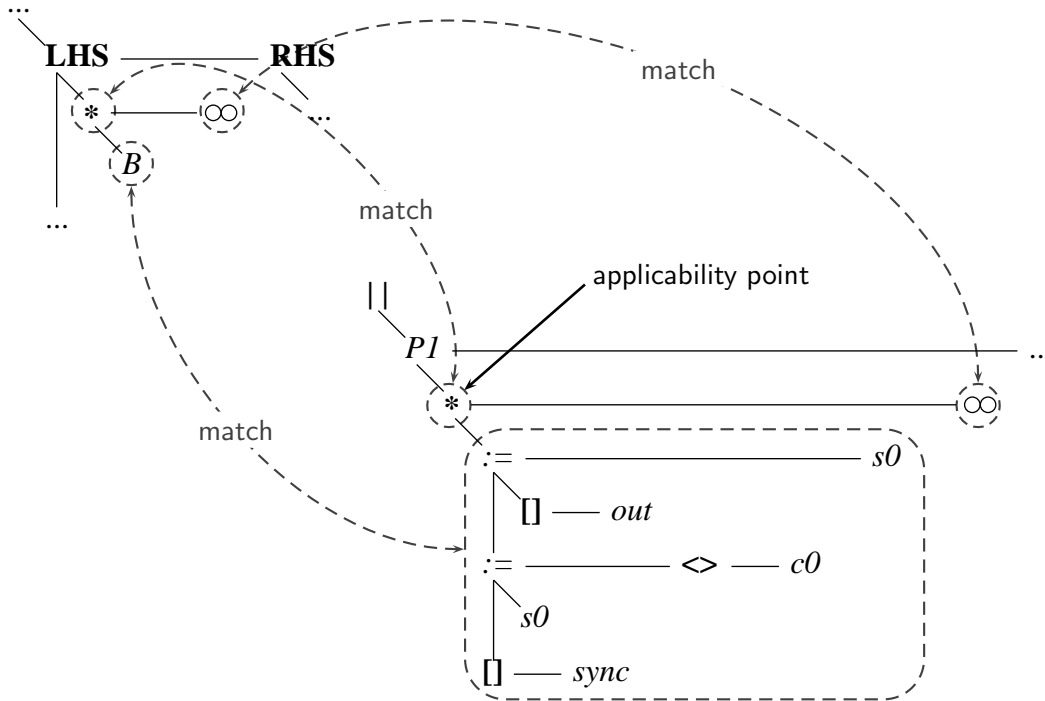 ...
LHS RHS
match
* ∞ ...
B
match
...
applicability point
||
P1 ..
* ∞
match
:= s0
[] out
:= <> c0
s0
[] sync